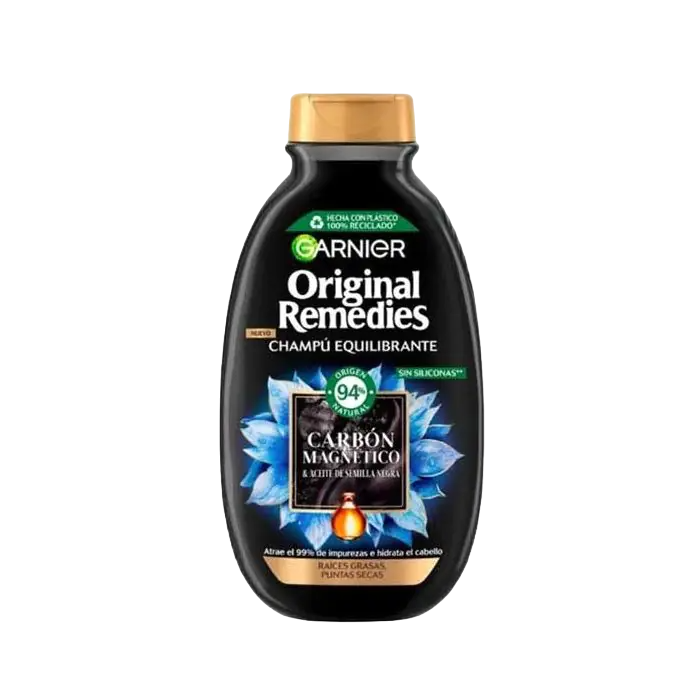 HECHA CON PLÁSTICO
100% RECICLADO*
GARNIER
Original
Remedies
NUEVO
CHAMPÚ EQUILIBRANTE
SIN SILICONAS**
ORIGEN
94%
NATURAL
CARBÓN
MAGNÉTICO
& ACEITE DE SEMILLA NEGRA
Atrae el 99% de impurezas e hidrata el cabello
RAÍCES GRASAS,
PUNTAS SECAS